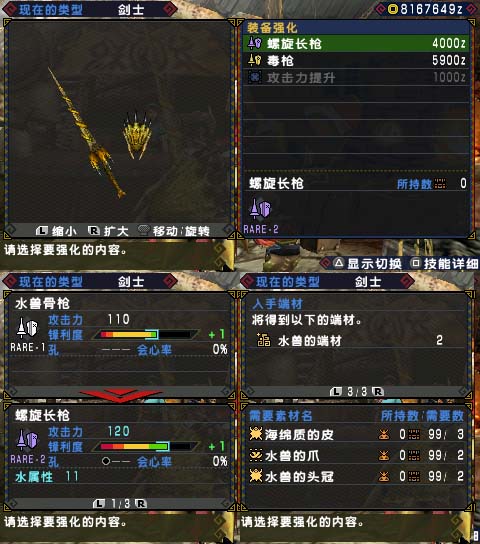 现在的类型 剑士
8167649z
装备强化
螺旋长枪 4000z
毒枪 5900z
攻击力提升 1000z
螺旋长枪 所持数 0
RARE-2
L 缩小 R 扩大 移动/旋转
请选择要强化的内容。
△显示切换 □技能详细
现在的类型 剑士
水兽骨枪
攻击力 110
锋利度 +1
RARE-1 孔 --- 会心率 0%
螺旋长枪
攻击力 120
锋利度 +1
RARE-2 孔 会心率 0%
水属性 11
L 1/3 R
请选择要强化的内容。
现在的类型 剑士
入手端材
将得到以下的端材。
水兽的端材 2
L 3/3 R
需要素材名 所持数/需要数
海绵质的皮 0 99/ 3
水兽的爪 0 99/ 2
水兽的头冠 0 99/ 2
请选择要强化的内容。